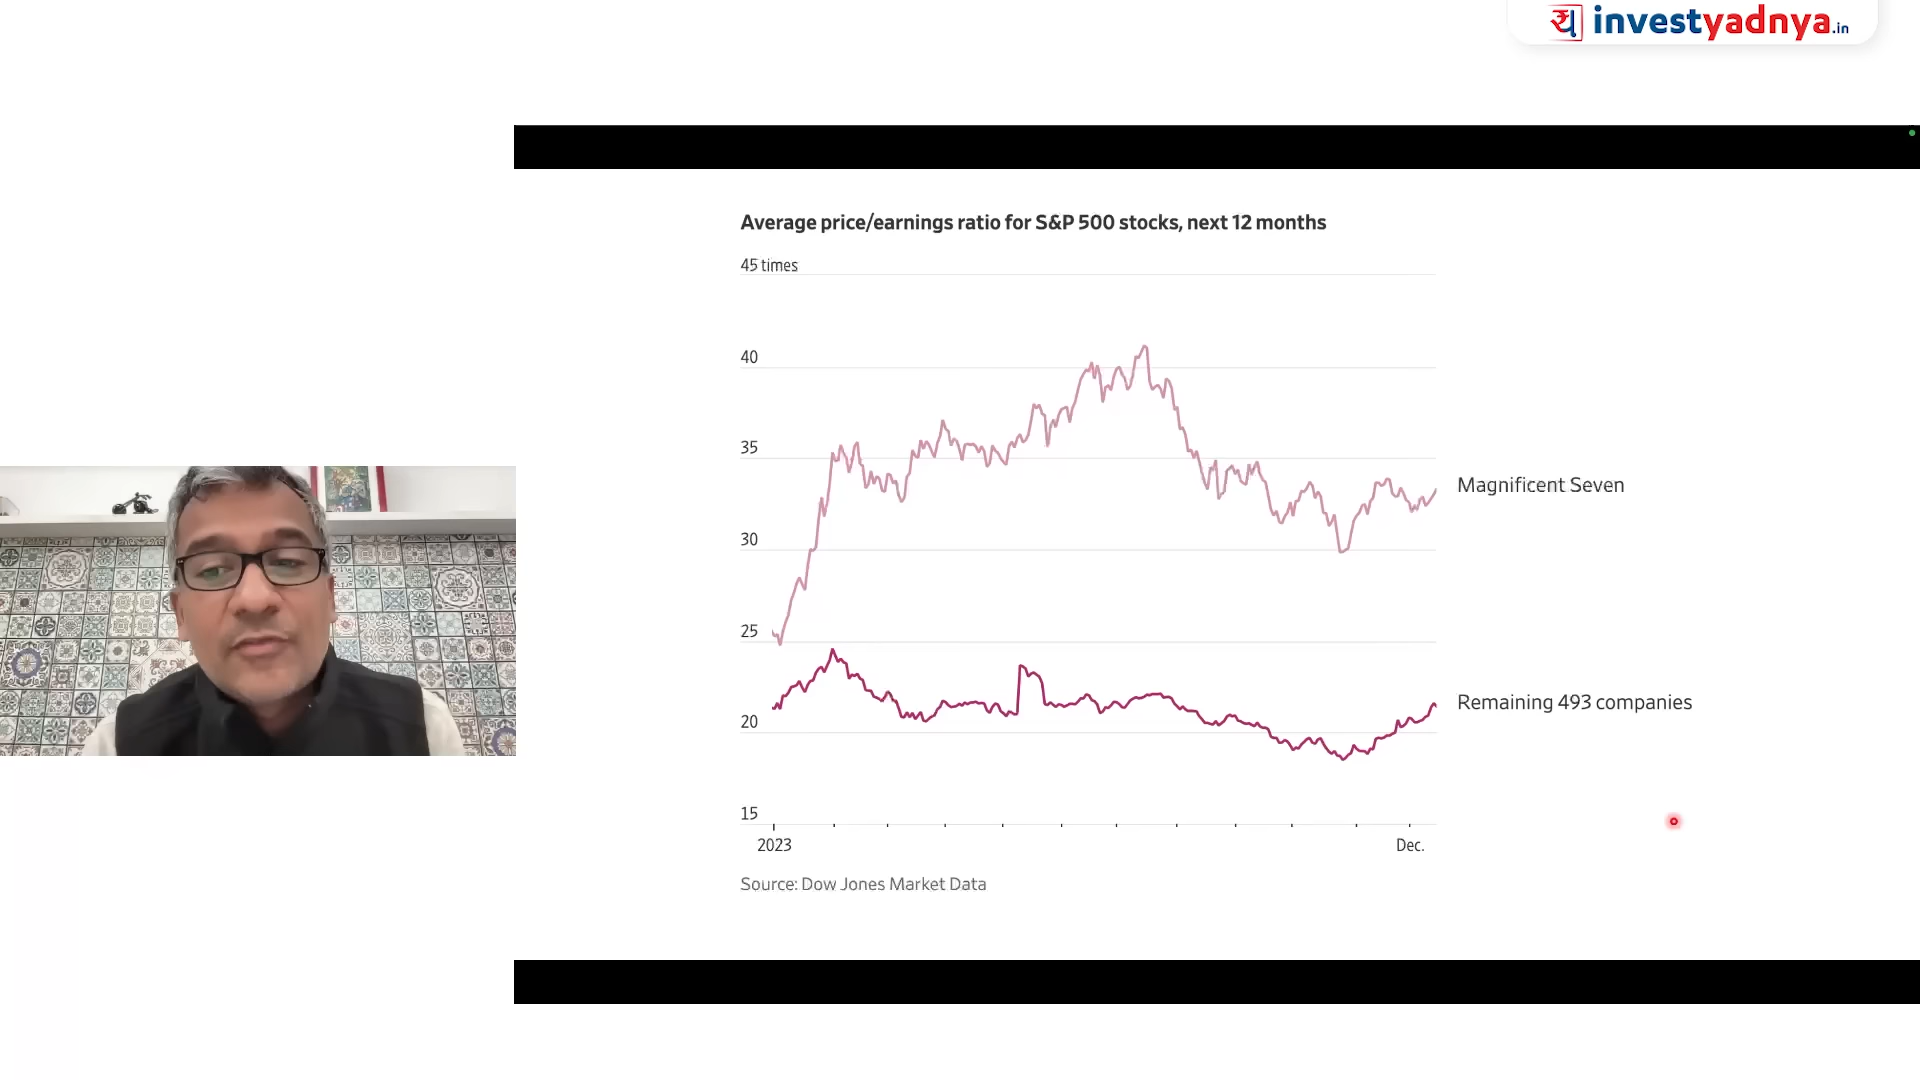 य investyadnya.in
Average price/earnings ratio for S&P 500 stocks, next 12 months
45 times
40
35
30
25
20
15
Magnificent Seven
Remaining 493 companies
2023 Dec.
Source: Dow Jones Market Data